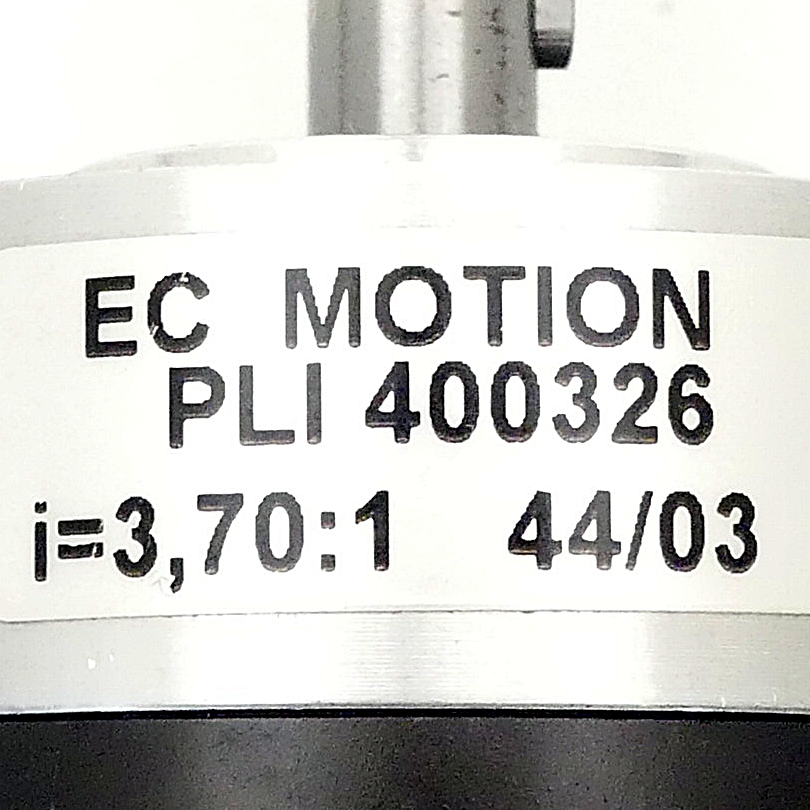 EC MOTION
PLI 400326
i=3,70:1 44/03